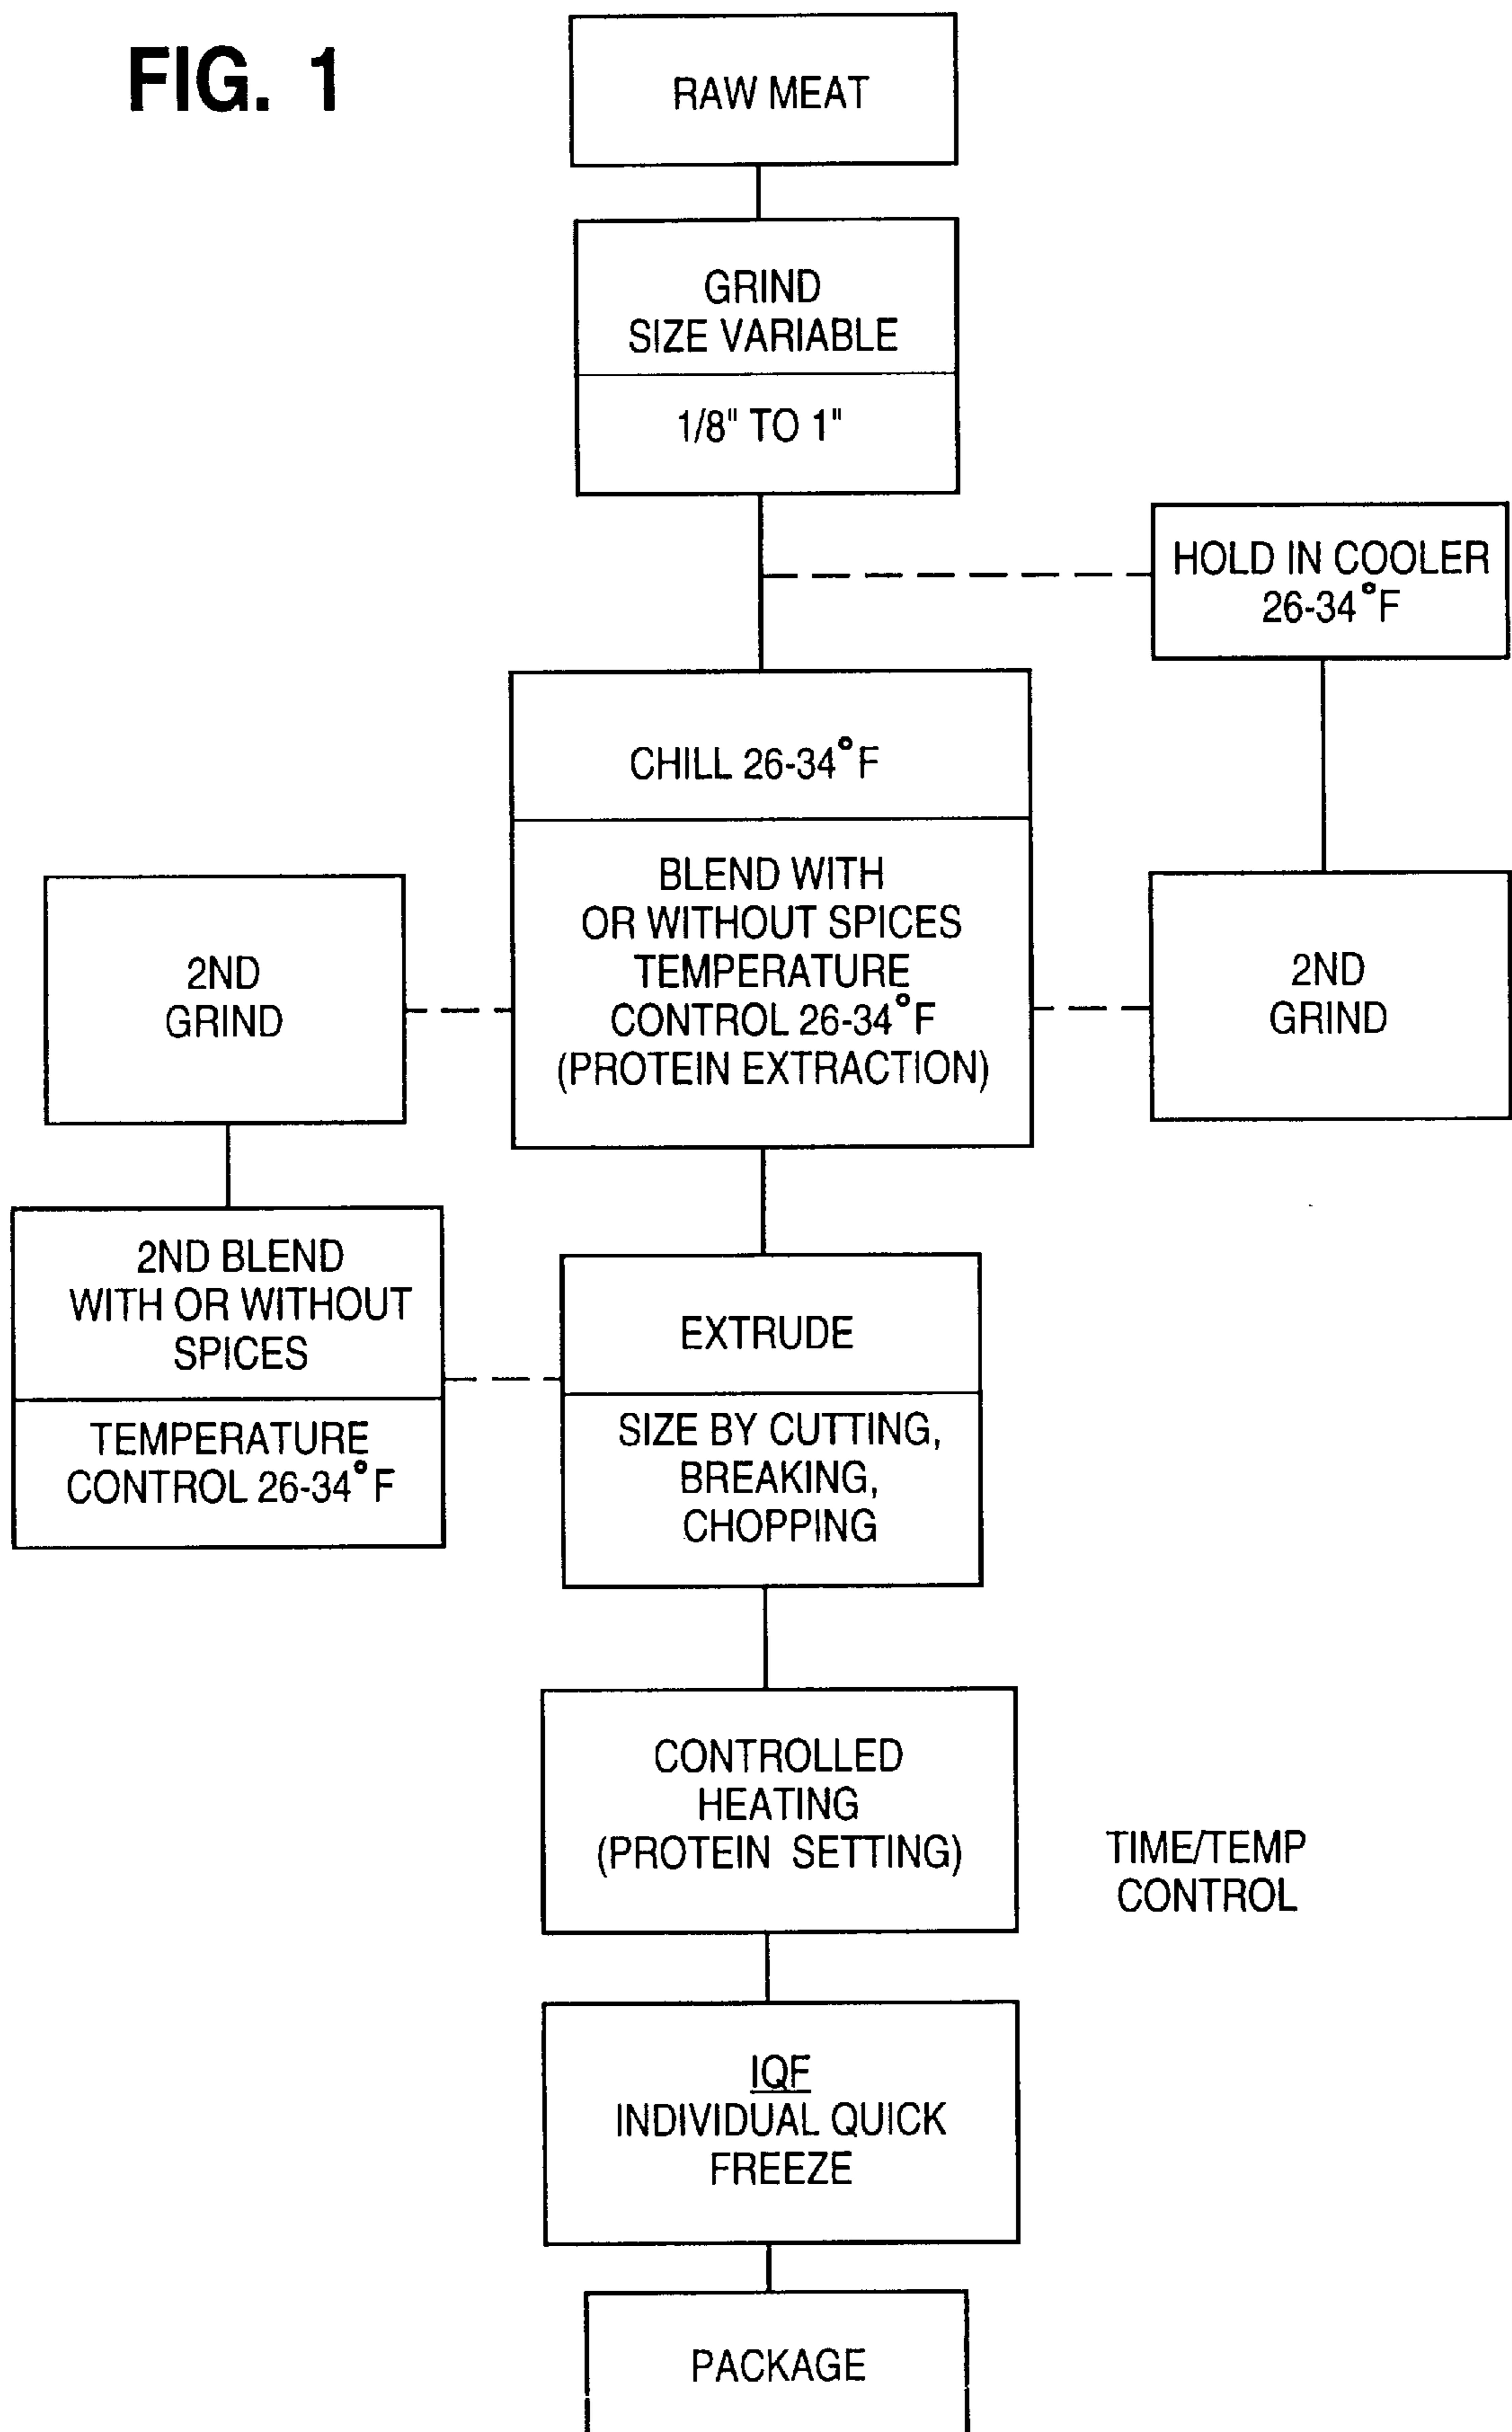 FIG. 1
RAW MEAT
GRIND
SIZE VARIABLE
1/8" TO 1"
HOLD IN COOLER
26-34°F
CHILL 26-34°F
BLEND WITH
OR WITHOUT SPICES
TEMPERATURE
CONTROL 26-34°F
(PROTEIN EXTRACTION)
2ND
GRIND
2ND
GRIND
2ND BLEND
WITH OR WITHOUT
SPICES
TEMPERATURE
CONTROL 26-34°F
EXTRUDE
SIZE BY CUTTING,
BREAKING,
CHOPPING
CONTROLLED
HEATING
(PROTEIN SETTING)
TIME/TEMP
CONTROL
IQF
INDIVIDUAL QUICK
FREEZE
PACKAGE